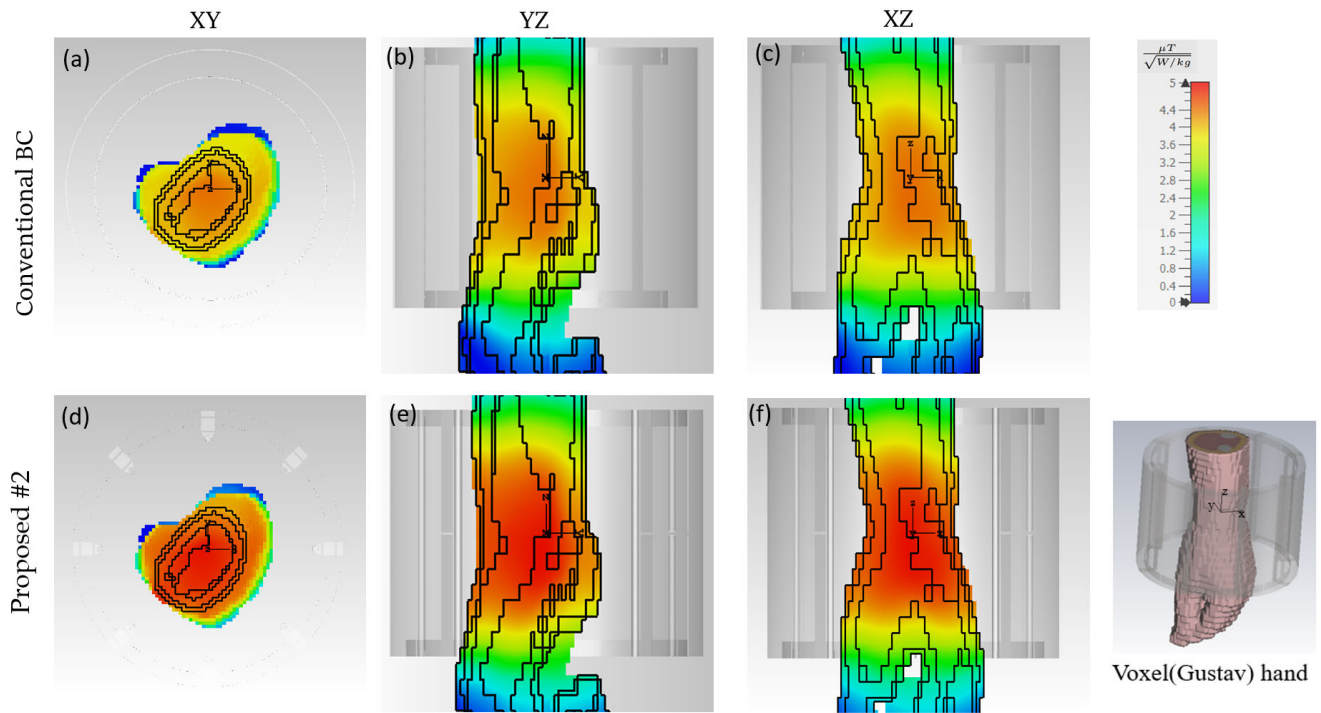 XY
YZ
XZ
Conventional BC
(a)
(b)
(c)
μT
√W/kg
5
4.4
4
3.6
3.2
2.8
2.4
2
1.6
1.2
0.8
0.4
0
Proposed #2
(d)
(e)
(f)
z
y
x
Voxel(Gustav) hand